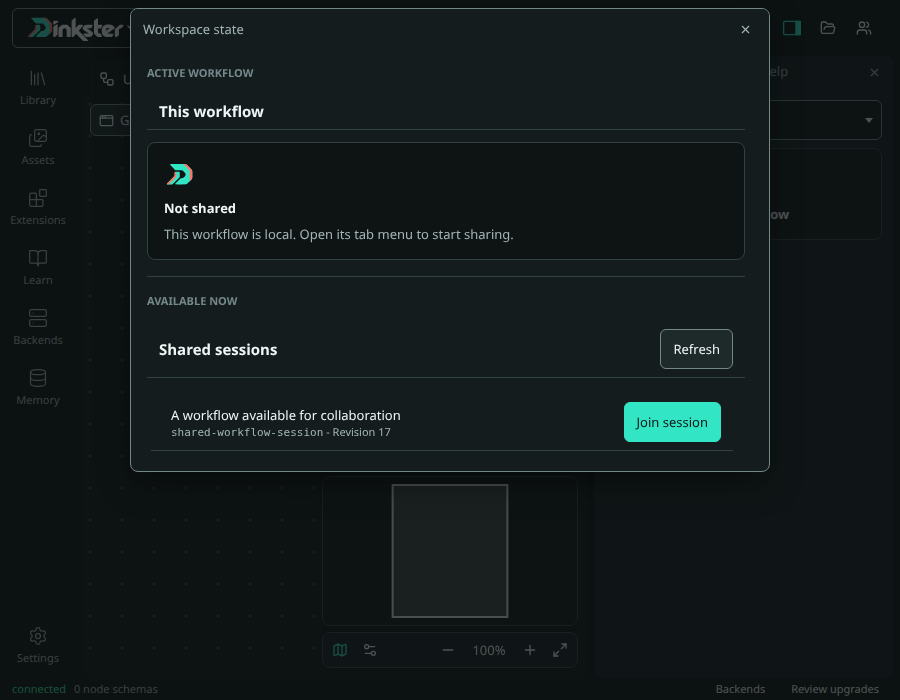 Dinkster
Workspace state
ACTIVE WORKFLOW
This workflow
Not shared
This workflow is local. Open its tab menu to start sharing.
AVAILABLE NOW
Shared sessions
Refresh
A workflow available for collaboration
shared-workflow-session - Revision 17
Join session
Library
Assets
Extensions
Learn
Backends
Memory
Settings
100%
connected
0 node schemas
Backends
Review upgrades